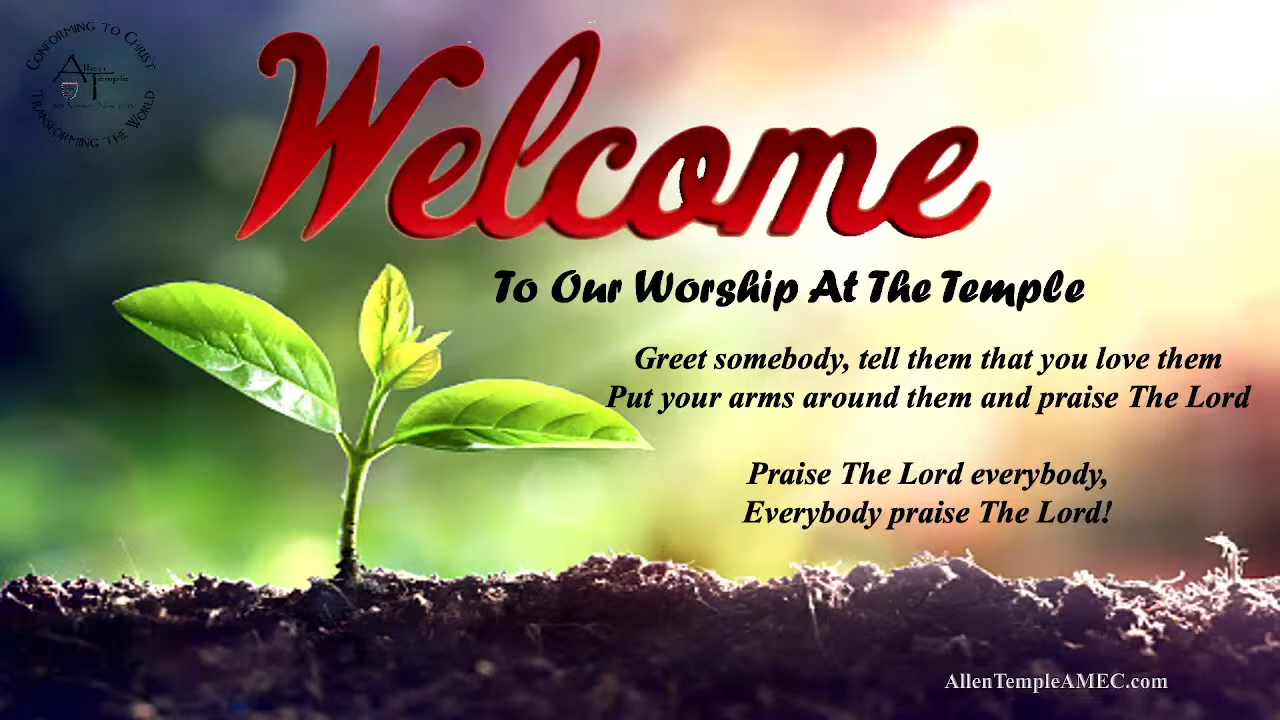 CONFORMING TO CHRIST
Allen
Temple
TRANSFORMING THE WORLD
Welcome
To Our Worship At The Temple
Greet somebody, tell them that you love them
Put your arms around them and praise The Lord
Praise The Lord everybody,
Everybody praise The Lord!
AllenTempleAMEC.com